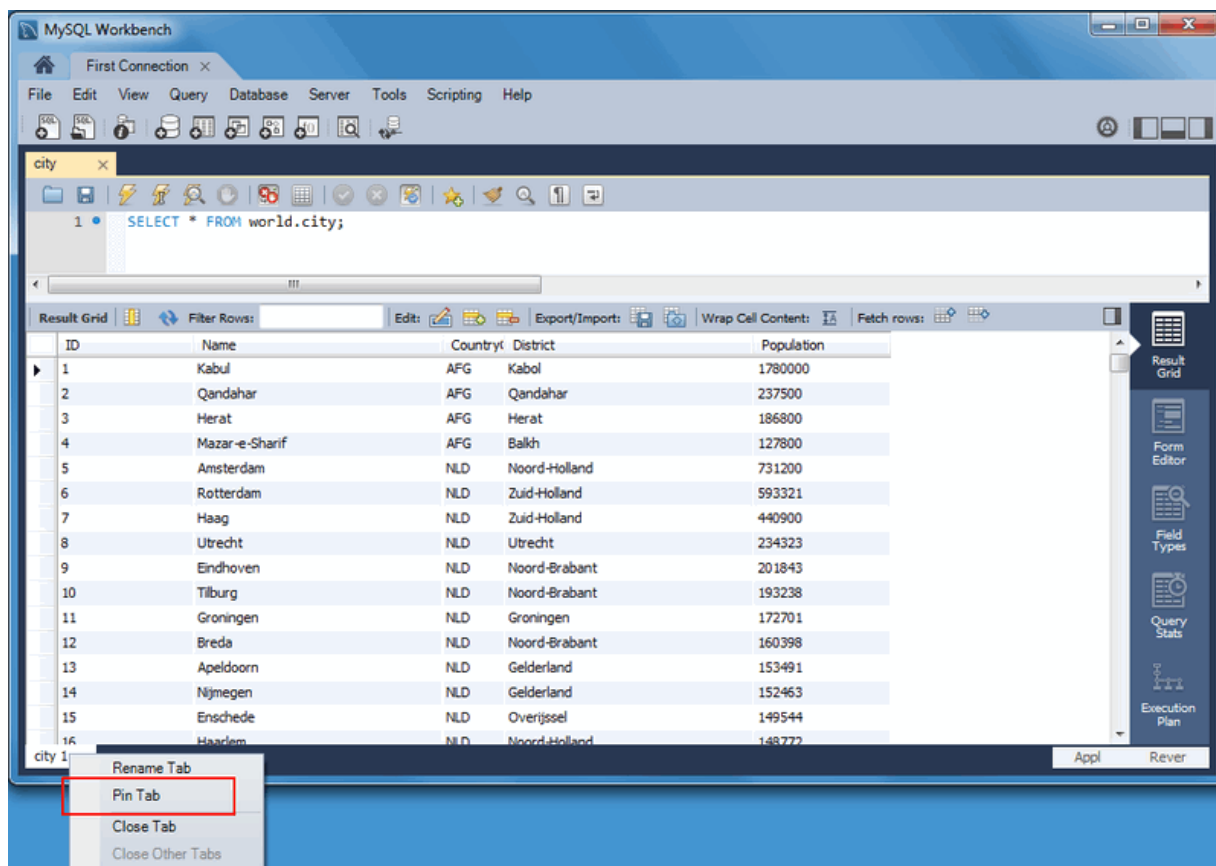 MySQL Workbench
First Connection
File Edit View Query Database Server Tools Scripting Help
city
1 SELECT * FROM world.city;
Result Grid Filter Rows: Edit: Export/Import: Wrap Cell Content: Fetch rows:
ID Name Country( District Population
1 Kabul AFG Kabol 1780000
2 Qandahar AFG Qandahar 237500
3 Herat AFG Herat 186800
4 Mazar-e-Sharif AFG Balkh 127800
5 Amsterdam NLD Noord-Holland 731200
6 Rotterdam NLD Zuid-Holland 593321
7 Haag NLD Zuid-Holland 440900
8 Utrecht NLD Utrecht 234323
9 Eindhoven NLD Noord-Brabant 201843
10 Tilburg NLD Noord-Brabant 193238
11 Groningen NLD Groningen 172701
12 Breda NLD Noord-Brabant 160398
13 Apeldoorn NLD Gelderland 153491
14 Nijmegen NLD Gelderland 152463
15 Enschede NLD Overijssel 149544
16 Haarlem NLD Noord-Holland 148772
Result
Grid
Form
Editor
Field
Types
Query
Stats
Execution
Plan
city 1
Appl Rever
Rename Tab
Pin Tab
Close Tab
Close Other Tabs